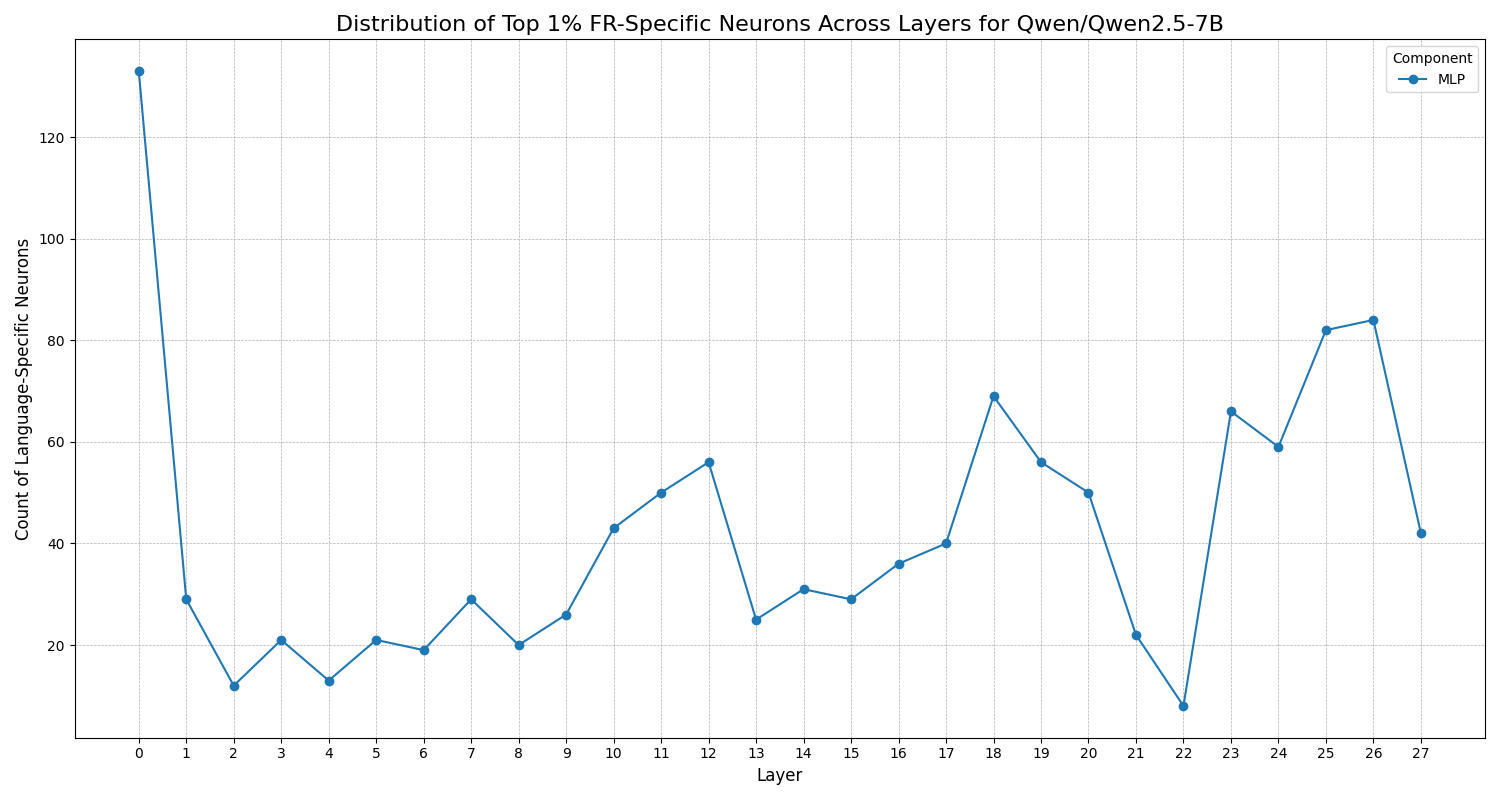 Distribution of Top 1% FR-Specific Neurons Across Layers for Qwen/Qwen2.5-7B
Component
MLP
Count of Language-Specific Neurons
120
100
80
60
40
20
0 1 2 3 4 5 6 7 8 9 10 11 12 13 14 15 16 17 18 19 20 21 22 23 24 25 26 27
Layer